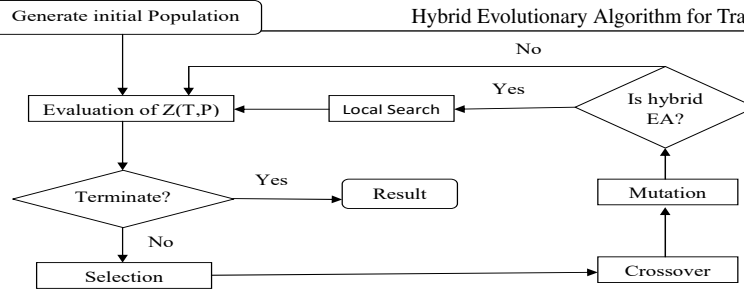 Generate initial Population
Hybrid Evolutionary Algorithm for
No
Evaluation of Z(T,P)
Local Search
Yes
Is hybrid
EA?
Terminate?
Yes
Result
Mutation
No
Selection
Crossover